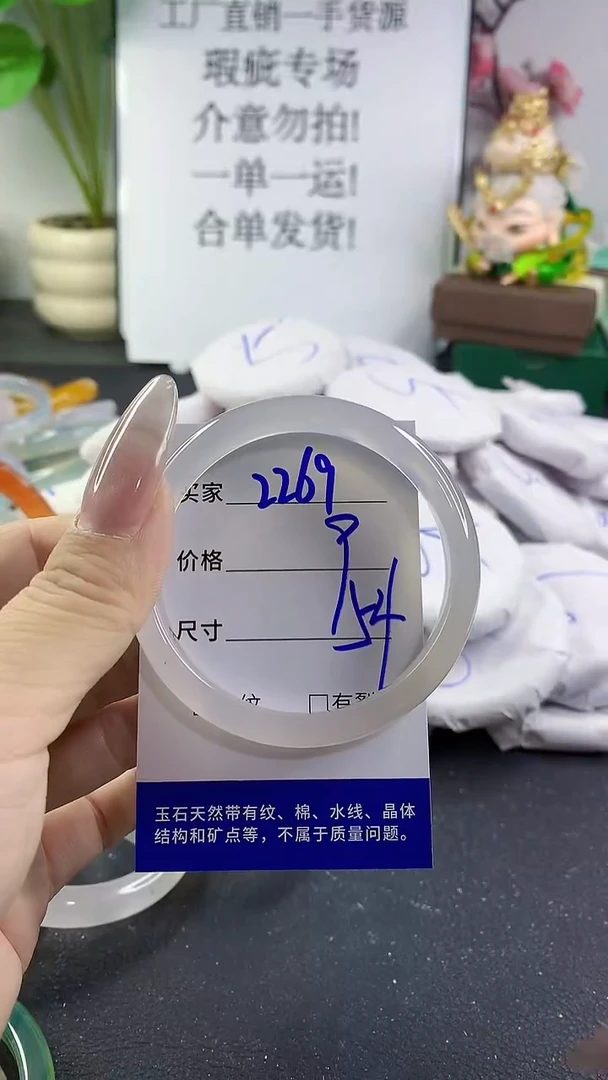 工厂直销一手货源
瑕疵专场
介意勿拍!
一单一运!
合单发货!
买家 2269
价格
尺寸 54
纹 □有裂
玉石天然带有纹、棉、水线、晶体
结构和矿点等，不属于质量问题。